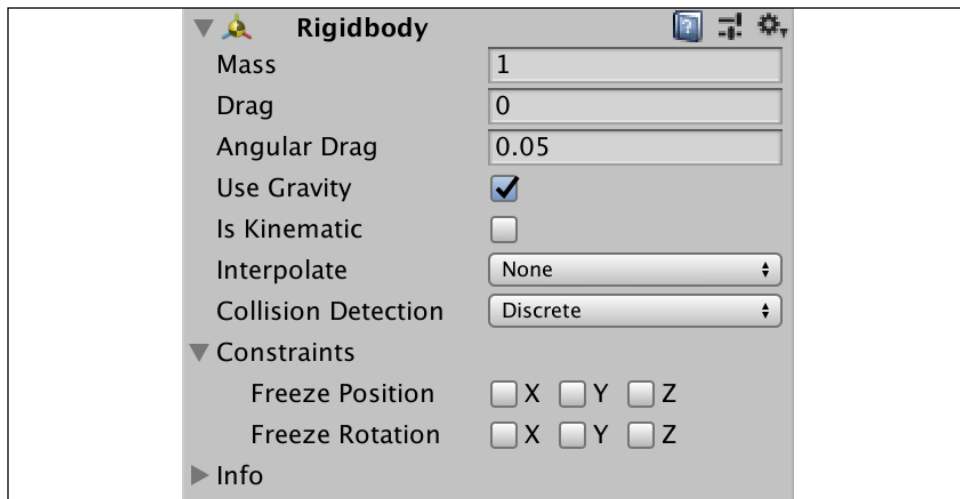 Rigidbody
Mass 1
Drag 0
Angular Drag 0.05
Use Gravity
Is Kinematic
Interpolate None
Collision Detection Discrete
Constraints
Freeze Position X Y Z
Freeze Rotation X Y Z
Info